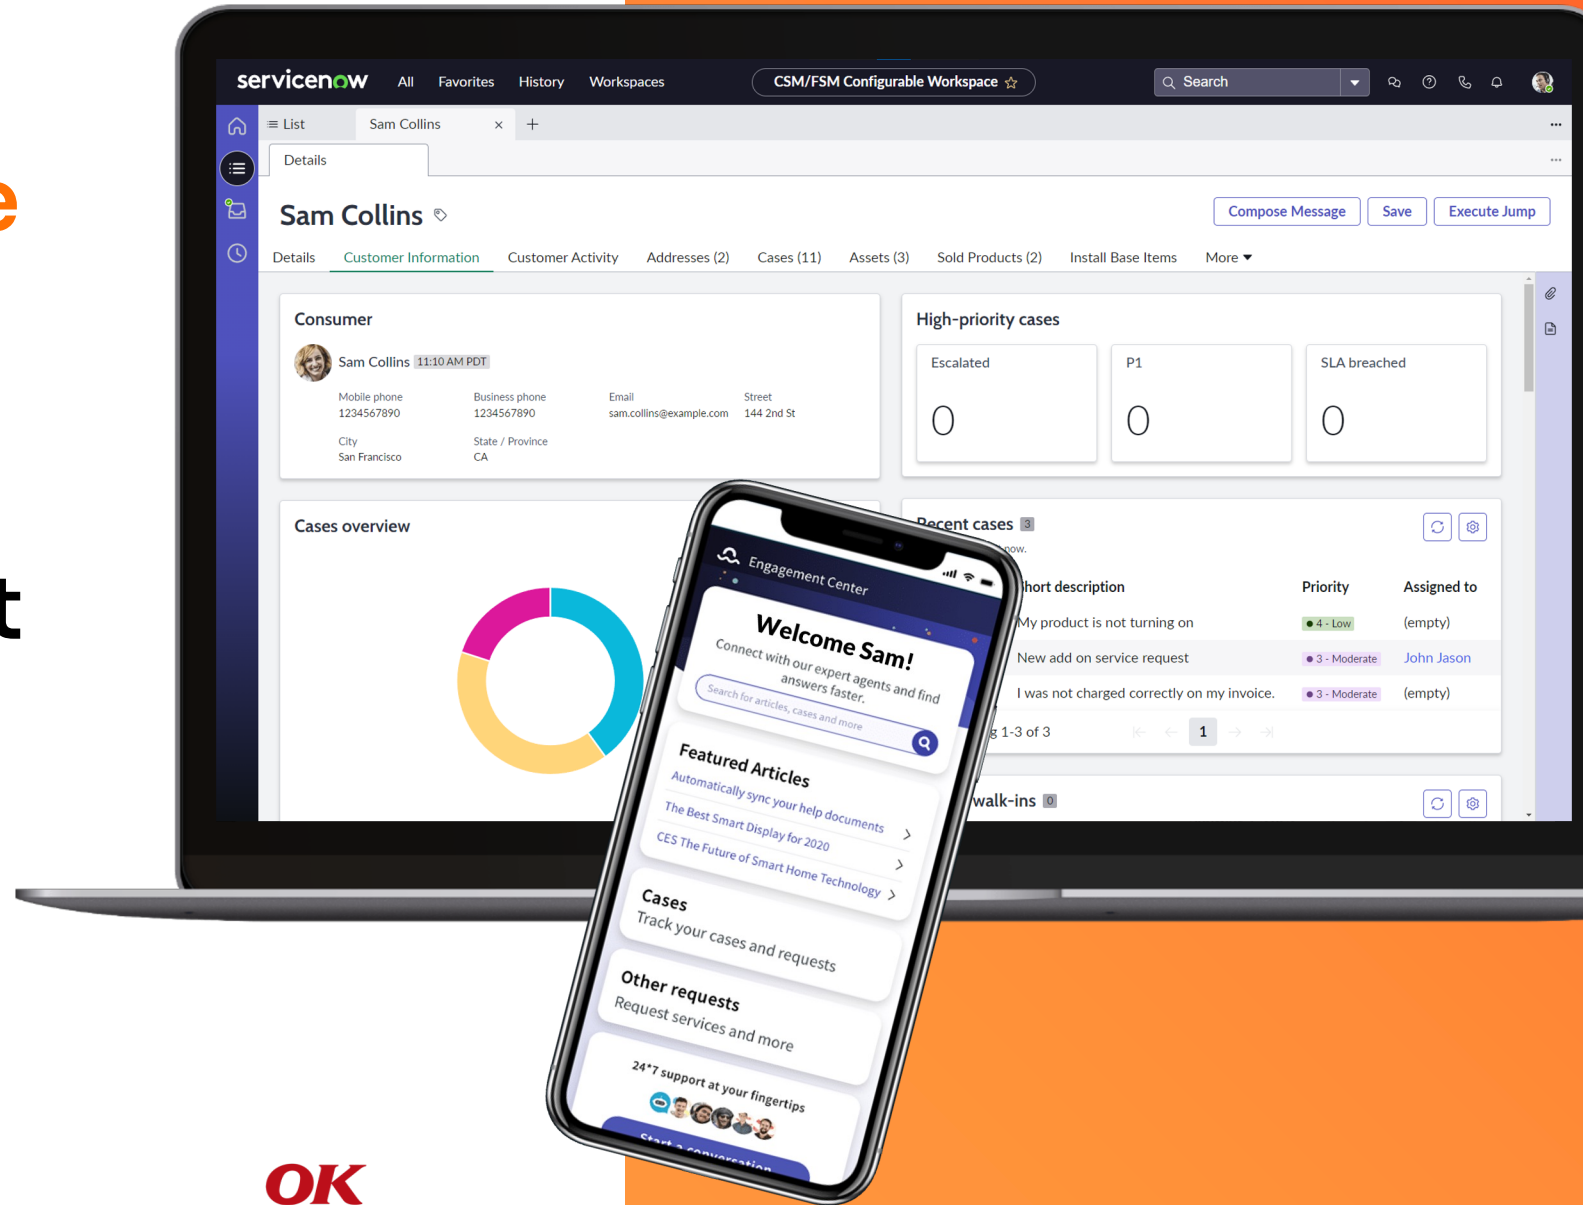 e
t
servicenow All Favorites History Workspaces CSM/FSM Configurable Workspace Search
List Sam Collins
Details
Sam Collins Compose Message Save Execute Jump
Details Customer Information Customer Activity Addresses (2) Cases (11) Assets (3) Sold Products (2) Install Base Items More
Consumer
Sam Collins 11:10 AM PDT
Mobile phone Business phone Email Street
1234567890 1234567890 sam.collins@example.com 144 2nd St
City State / Province
San Francisco CA
High-priority cases
Escalated P1 SLA breached
0 0 0
Cases overview
Recent cases 3
now.
Short description Priority Assigned to
My product is not turning on 4 - Low (empty)
New add on service request 3 - Moderate John Jason
I was not charged correctly on my invoice. 3 - Moderate (empty)
g 1-3 of 3 1
walk-ins 0
Engagement Center
Welcome Sam!
Connect with our expert agents and find
answers faster.
Search for articles, cases and more
Featured Articles
Automatically sync your help documents
The Best Smart Display for 2020
CES The Future of Smart Home Technology
Cases
Track your cases and requests
Other requests
Request services and more
24*7 support at your fingertips
Start a conversation
OK